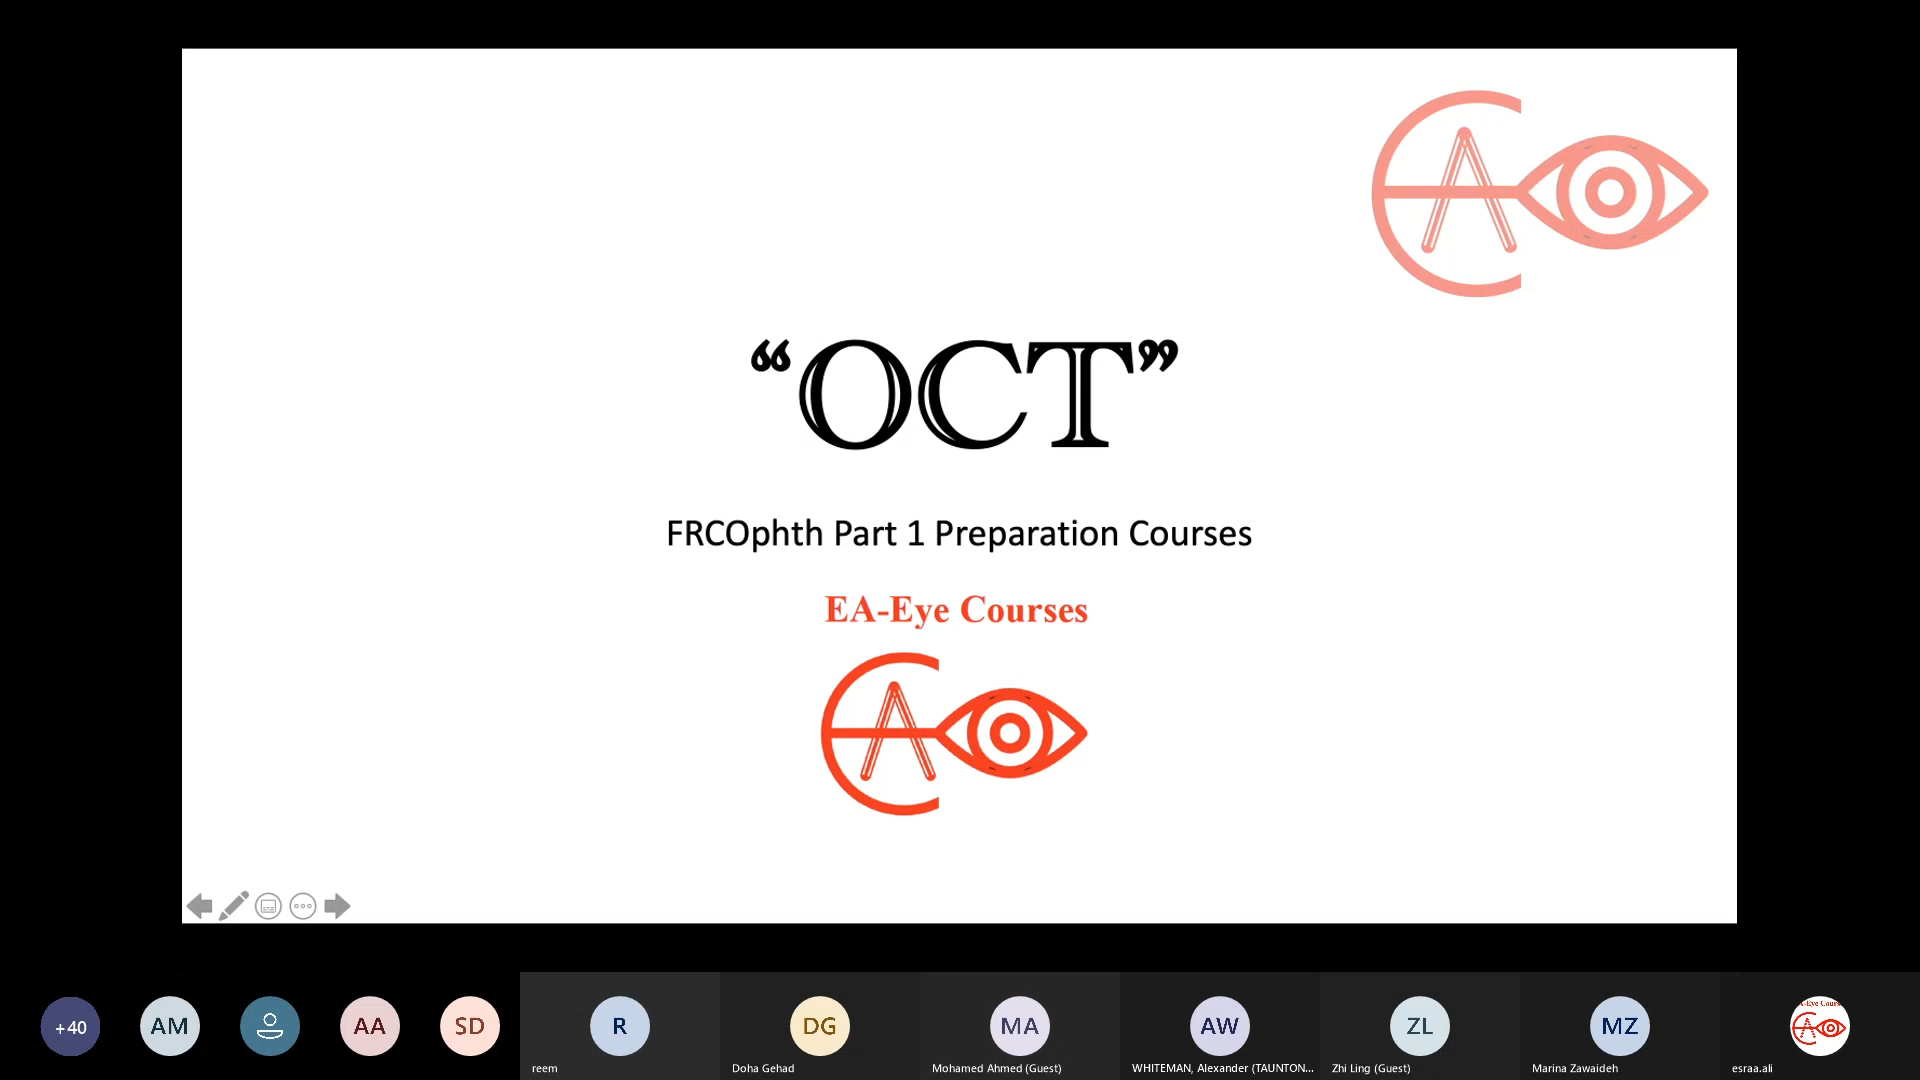 “OCT”
FRCOphth Part 1 Preparation Courses
EA-Eye Courses
+40
AM
AA
SD
R
DG
MA
AW
ZL
MZ
reem
Doha Gehad
Mohamed Ahmed (Guest)
WHITEMAN, Alexander (TAUNTON...
Zhi Ling (Guest)
Marina Zawaideh
esraa.ali